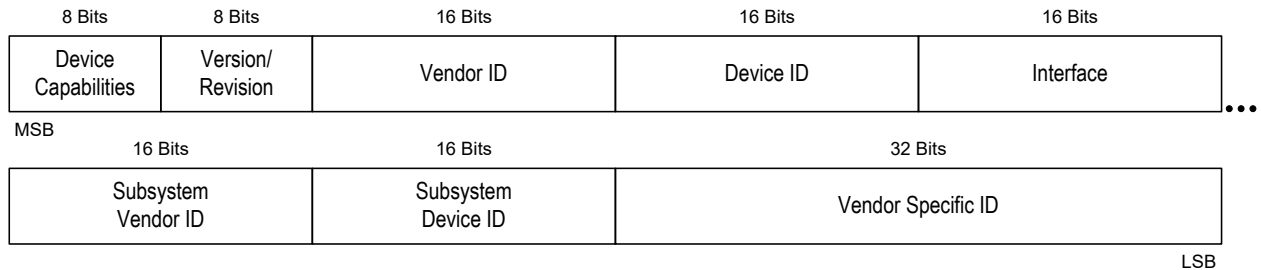 8 Bits 8 Bits 16 Bits 16 Bits 16 Bits
Device Capabilities Version/ Revision Vendor ID Device ID Interface
...
MSB
16 Bits 16 Bits 32 Bits
Subsystem Vendor ID Subsystem Device ID Vendor Specific ID
LSB